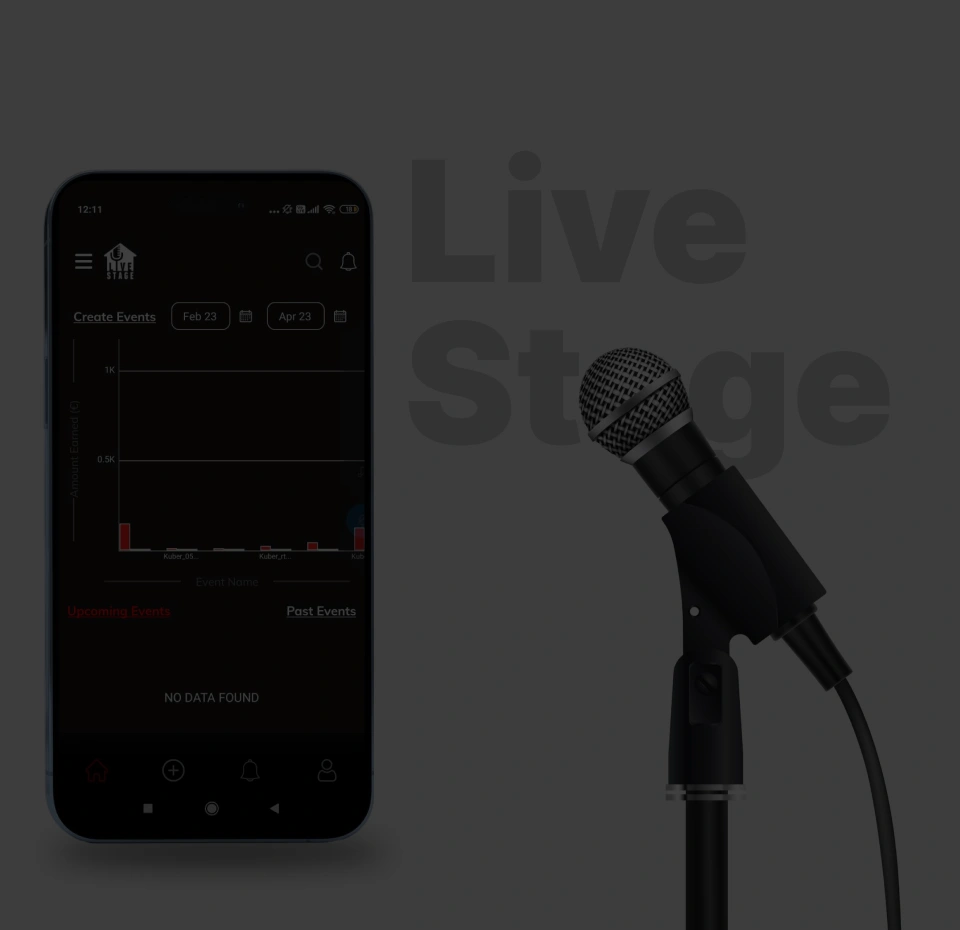 Live
Stage
12:11
LIVE
STAGE
Create Events
Feb 23
Apr 23
1K
Amount Earned (€)
0.5K
Kuber_05...
Kuber_rt...
Kub
Event Name
Upcoming Events
Past Events
NO DATA FOUND